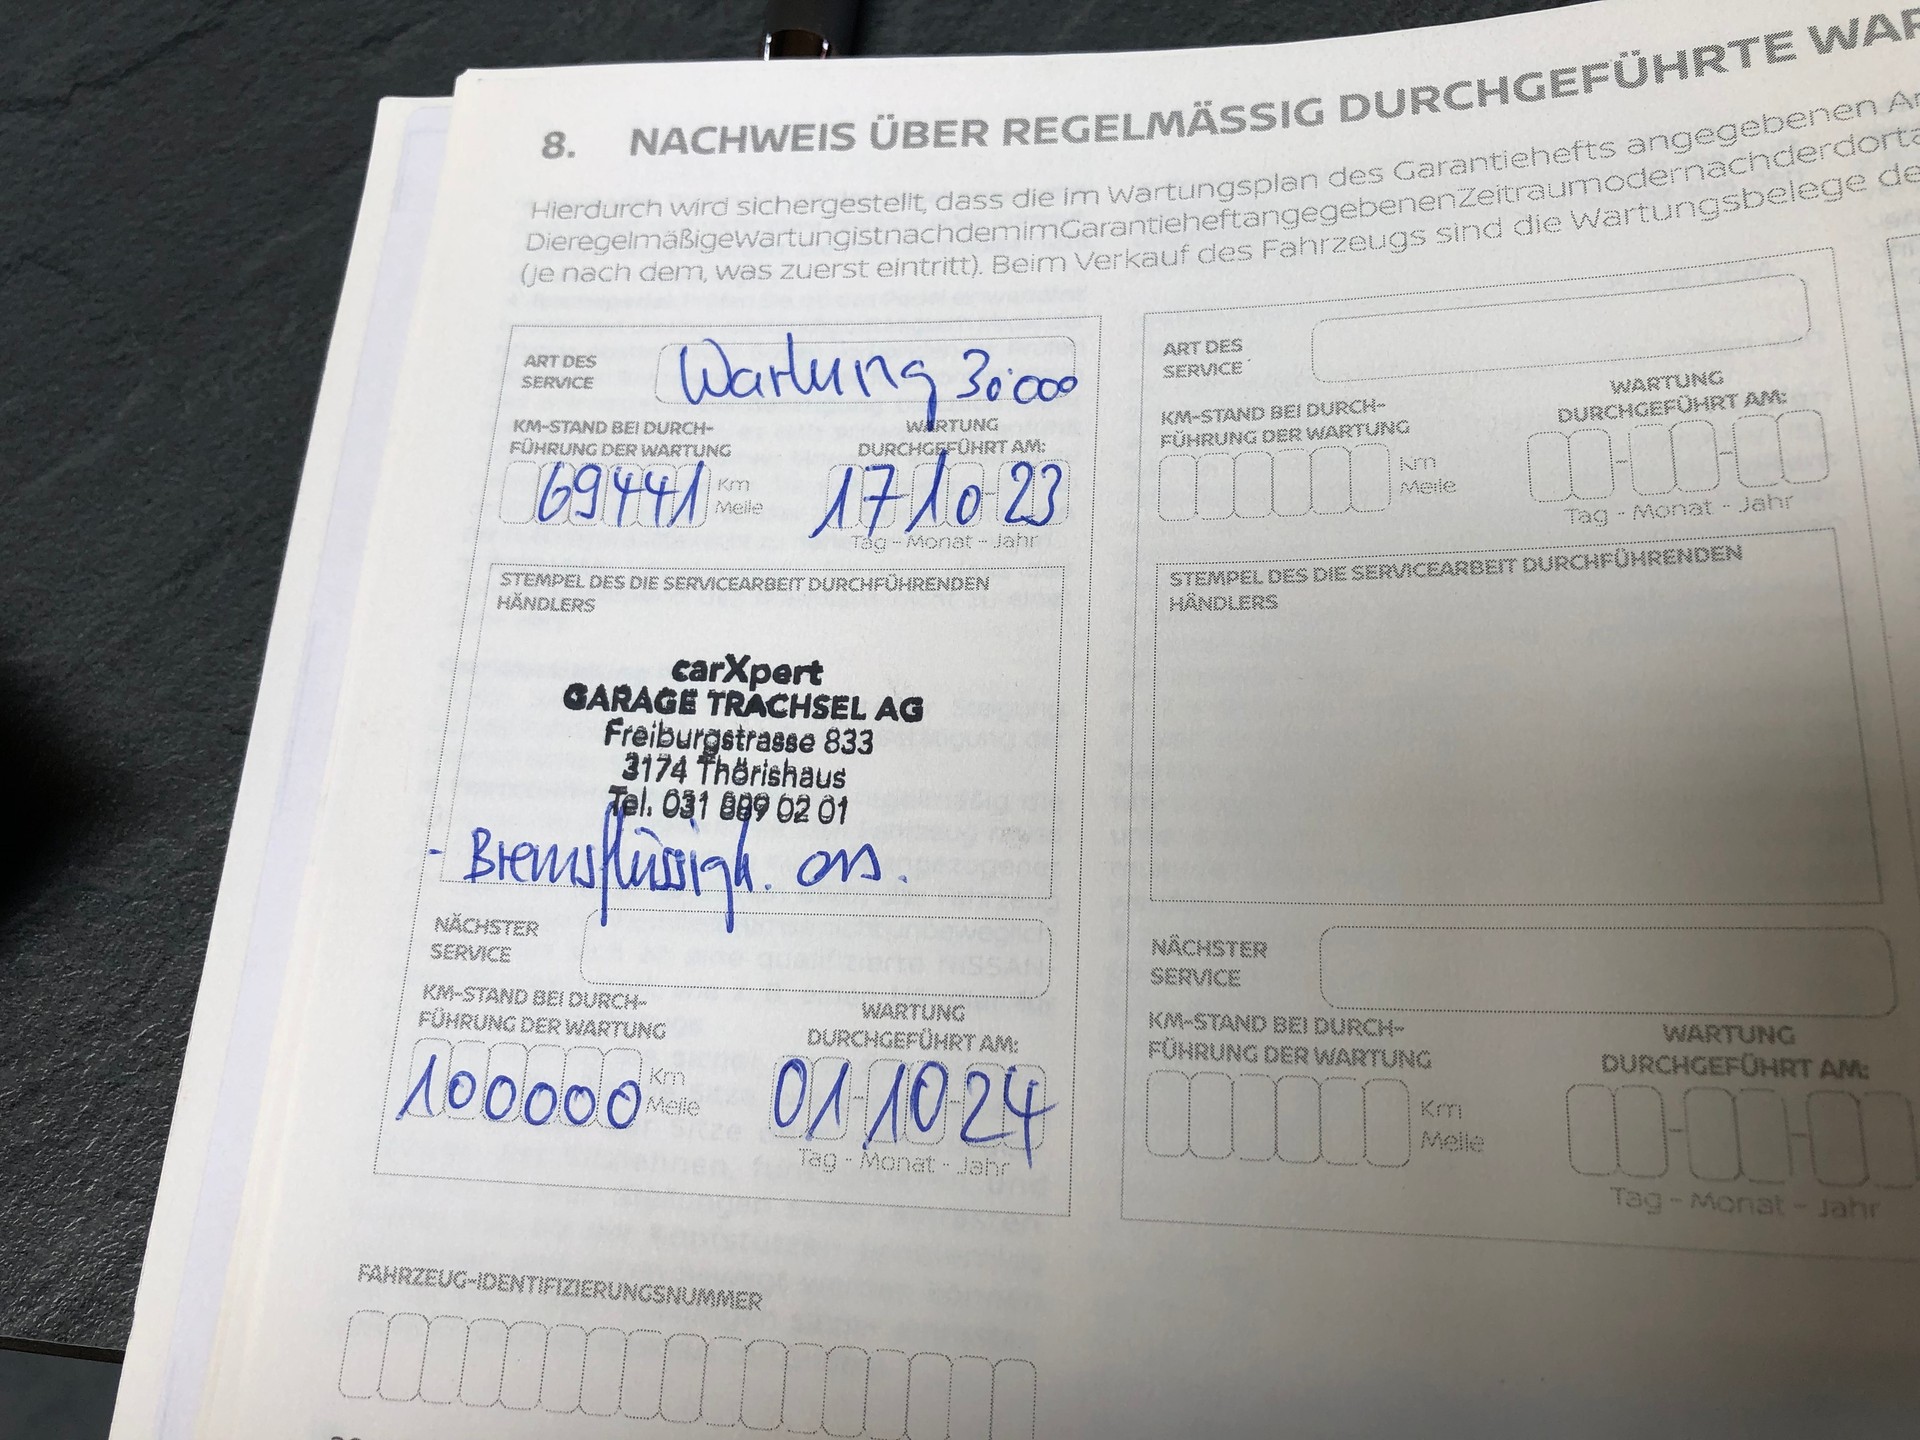 8. NACHWEIS ÜBER REGELMÄSSIG DURCHGEFÜHRTE
Hierdurch wird sichergestellt, dass die im Wartungsplan des Garantiehefts angegebenen
DieregelmäßigeWartungistnachdemimGarantieheftangegebenenZeitraumodernachderdort
(je nach dem, was zuerst eintritt). Beim Verkauf des Fahrzeugs sind die Wartungsbelege
ART DES
SERVICE
Wartung 30'000
KM-STAND BEI DURCH-
FÜHRUNG DER WARTUNG
WARTUNG
DURCHGEFÜHRT AM:
69441 Km
Meile
17 10 23
Tag - Monat - Jahr
STEMPEL DES DIE SERVICEARBEIT DURCHFÜHRENDEN
HÄNDLERS
carXpert
GARAGE TRACHSEL AG
Freiburgstrasse 833
3174 Thörishaus
Tel. 031 889 02 01
- Bremsflüssigk.
NÄCHSTER
SERVICE
KM-STAND BEI DURCH-
FÜHRUNG DER WARTUNG
WARTUNG
DURCHGEFÜHRT AM:
100000 Km
Meile
01-10-24
Tag - Monat - Jahr
ART DES
SERVICE
KM-STAND BEI DURCH-
FÜHRUNG DER WARTUNG
WARTUNG
DURCHGEFÜHRT AM:
Km
Meile
Tag - Monat - Jahr
STEMPEL DES DIE SERVICEARBEIT DURCHFÜHRENDEN
HÄNDLERS
NÄCHSTER
SERVICE
KM-STAND BEI DURCH-
FÜHRUNG DER WARTUNG
WARTUNG
DURCHGEFÜHRT AM:
Km
Meile
Tag - Monat - Jahr
FAHRZEUG-IDENTIFIZIERUNGSNUMMER